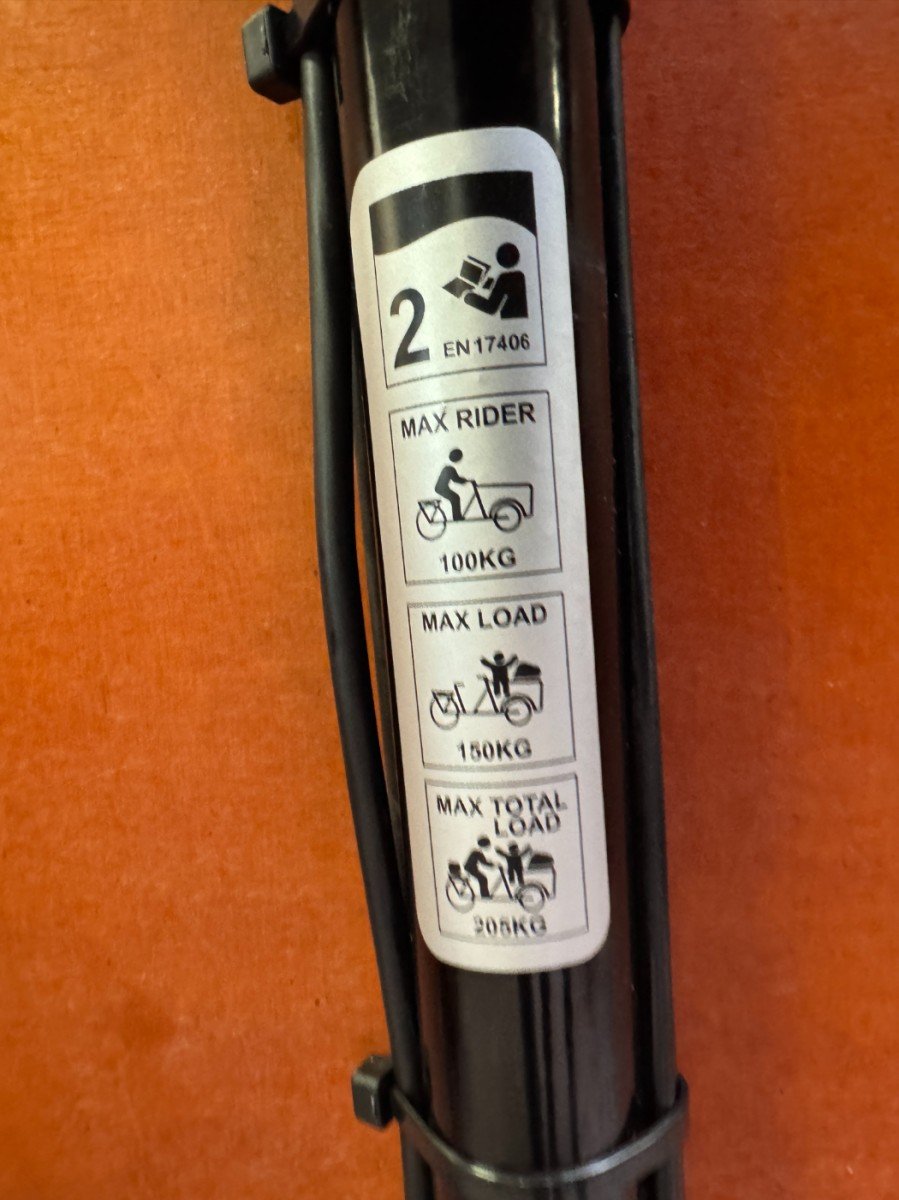 2
EN 17406
MAX RIDER
100KG
MAX LOAD
150KG
MAX TOTAL
LOAD
205KG